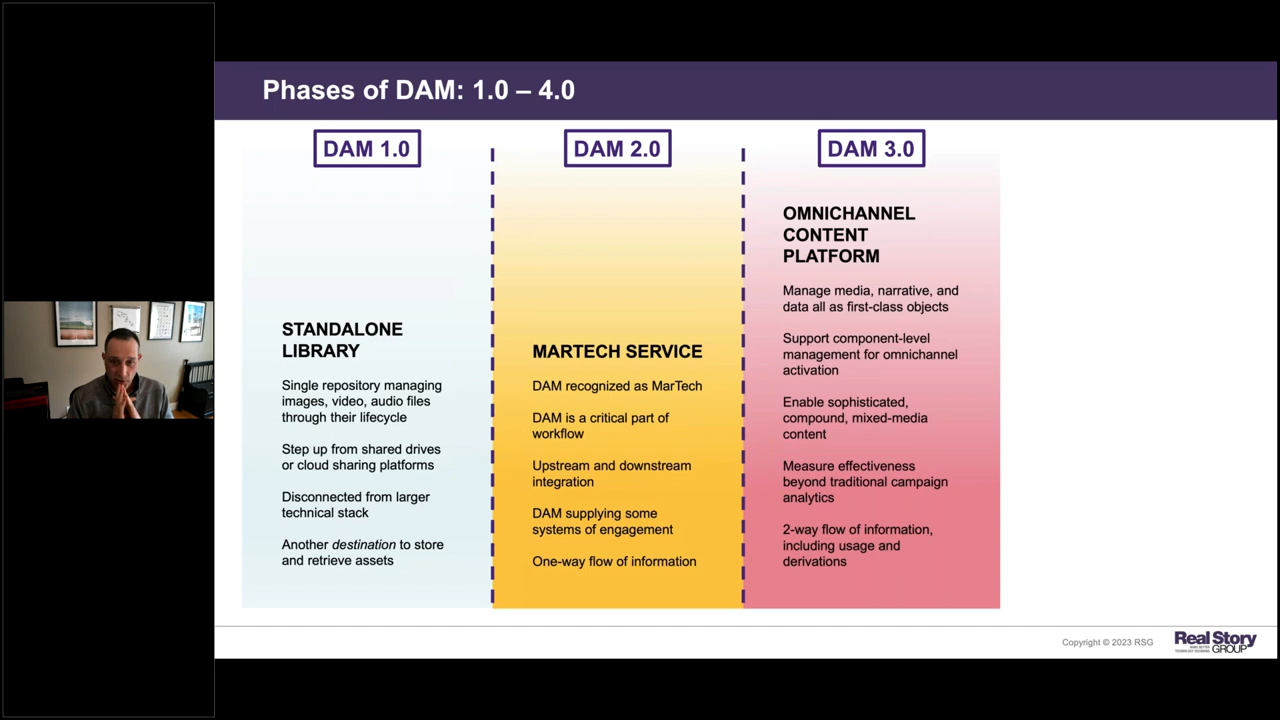 Phases of DAM: 1.0 – 4.0
DAM 1.0
STANDALONE
LIBRARY
Single repository managing
images, video, audio files
through their lifecycle
Step up from shared drives
or cloud sharing platforms
Disconnected from larger
technical stack
Another destination to store
and retrieve assets
DAM 2.0
MARTECH SERVICE
DAM recognized as MarTech
DAM is a critical part of
workflow
Upstream and downstream
integration
DAM supplying some
systems of engagement
One-way flow of information
DAM 3.0
OMNICHANNEL
CONTENT
PLATFORM
Manage media, narrative, and
data all as first-class objects
Support component-level
management for omnichannel
activation
Enable sophisticated,
compound, mixed-media
content
Measure effectiveness
beyond traditional campaign
analytics
2-way flow of information,
including usage and
derivations
Copyright © 2023 RSG
Real Story
GROUP